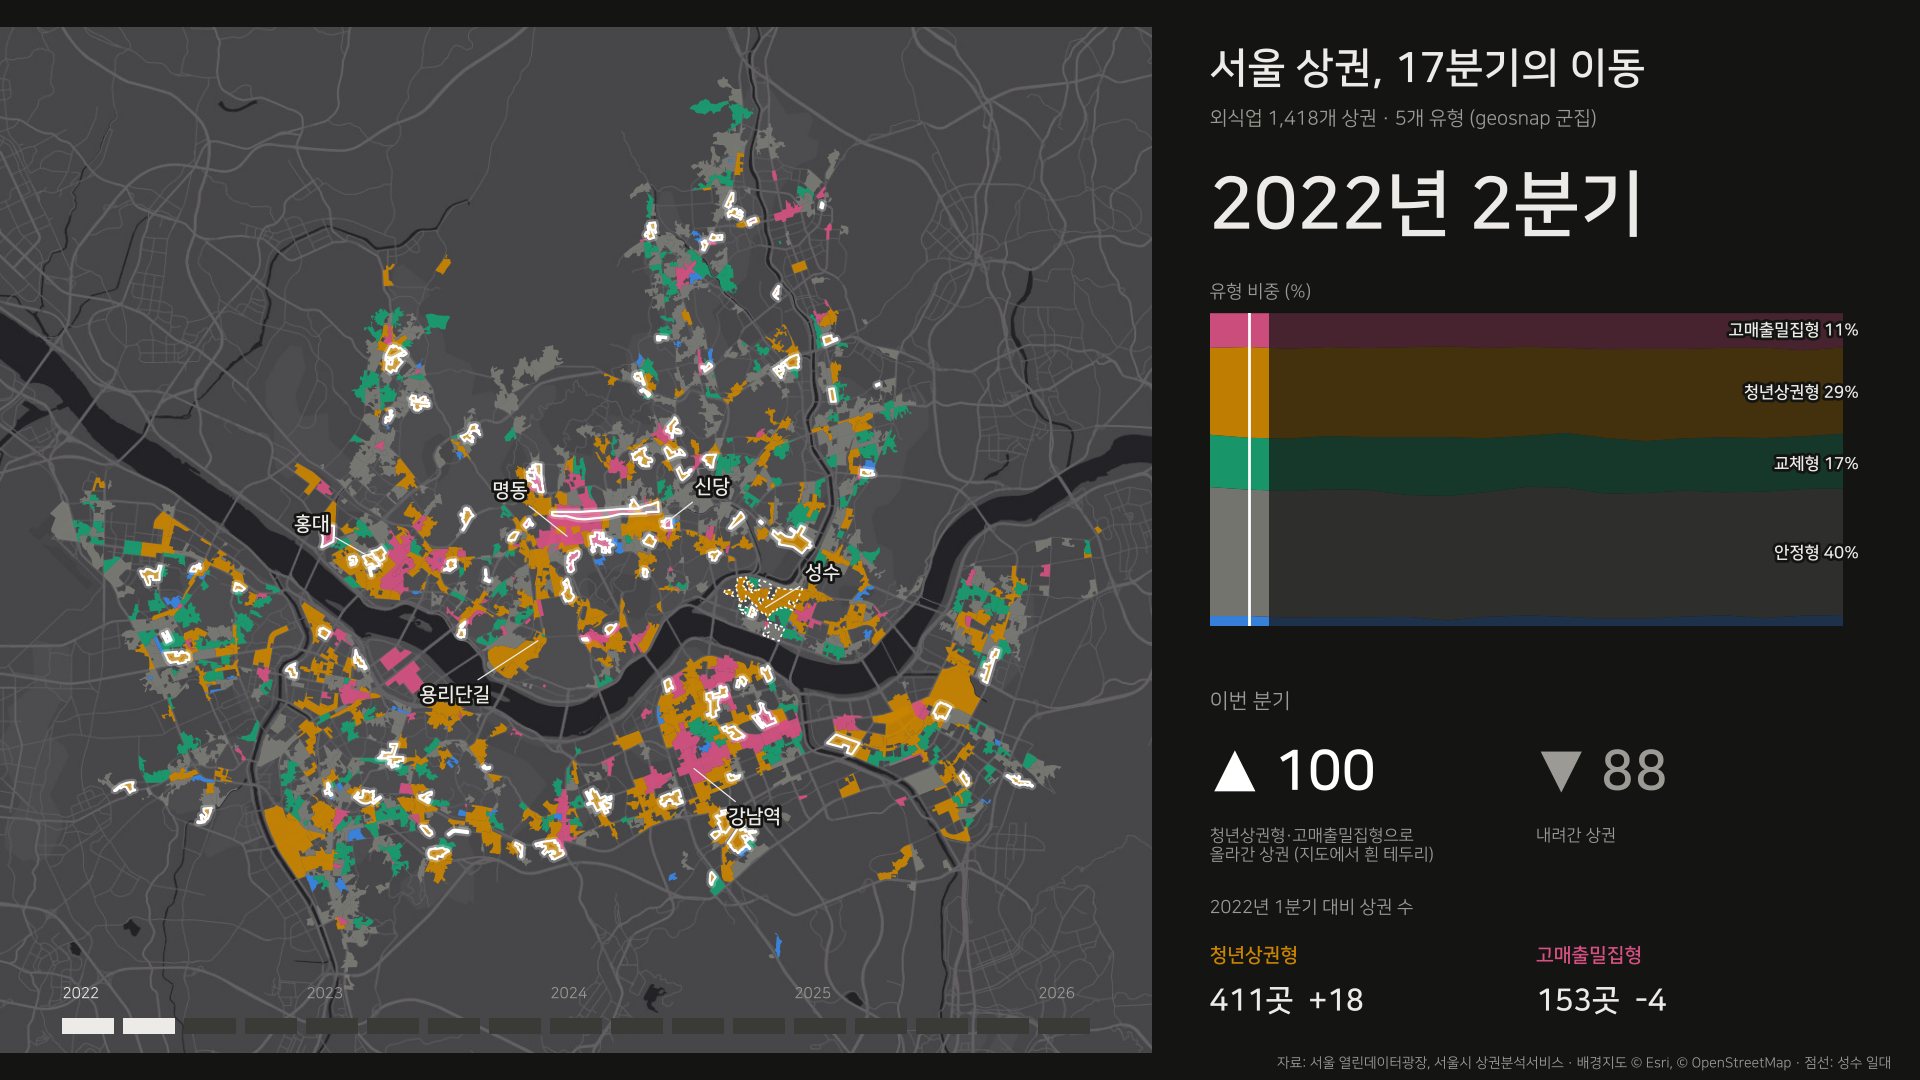 서울 상권, 17분기의 이동
외식업 1,418개 상권 · 5개 유형 (geosnap 군집)
2022년 2분기
유형 비중 (%)
고매출밀집형 11%
청년상권형 29%
교체형 17%
안정형 40%
이번 분기
▲ 100
▼ 88
청년상권형·고매출밀집형으로
올라간 상권 (지도에서 흰 테두리)
내려간 상권
2022년 1분기 대비 상권 수
청년상권형
고매출밀집형
411곳 +18
153곳 -4
명동
신당
홍대
성수
용리단길
강남역
2022
2023
2024
2025
2026
자료: 서울 열린데이터광장, 서울시 상권분석서비스 · 배경지도 © Esri, © OpenStreetMap · 점선: 성수 일대